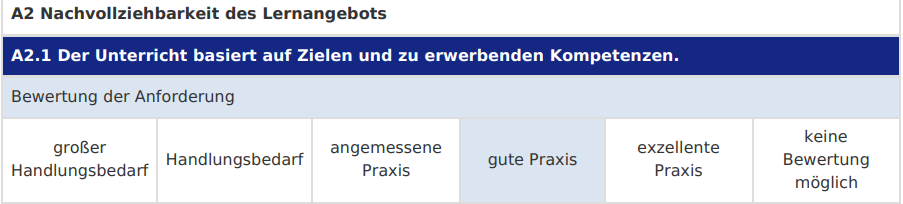 A2 Nachvollziehbarkeit des Lernangebots
A2.1 Der Unterricht basiert auf Zielen und zu erwerbenden Kompetenzen.
Bewertung der Anforderung
großer
Handlungsbedarf
Handlungsbedarf
angemessene
Praxis
gute Praxis
exzellente
Praxis
keine
Bewertung
möglich